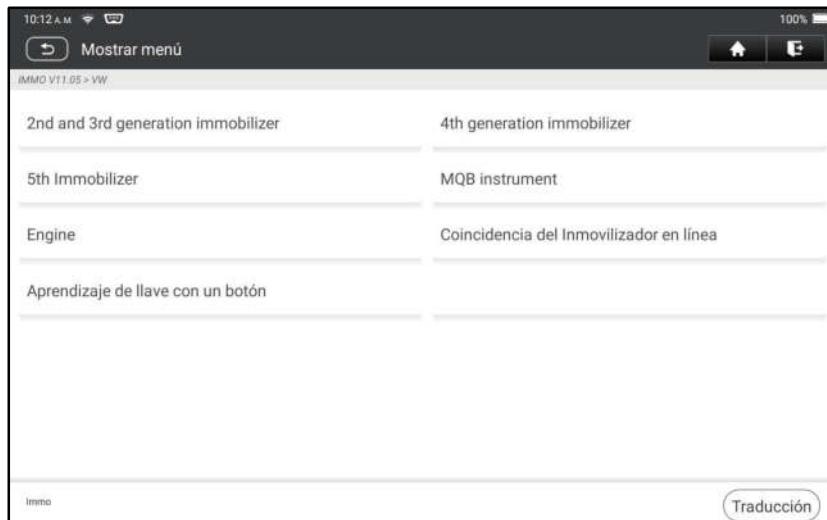 10:12 A.M. 100%
Mostrar menú
IMMO V11.05 > VW
2nd and 3rd generation immobilizer
4th generation immobilizer
5th Immobilizer
MQB instrument
Engine
Coincidencia del Inmovilizador en línea
Aprendizaje de llave con un botón
Immo
Traducción